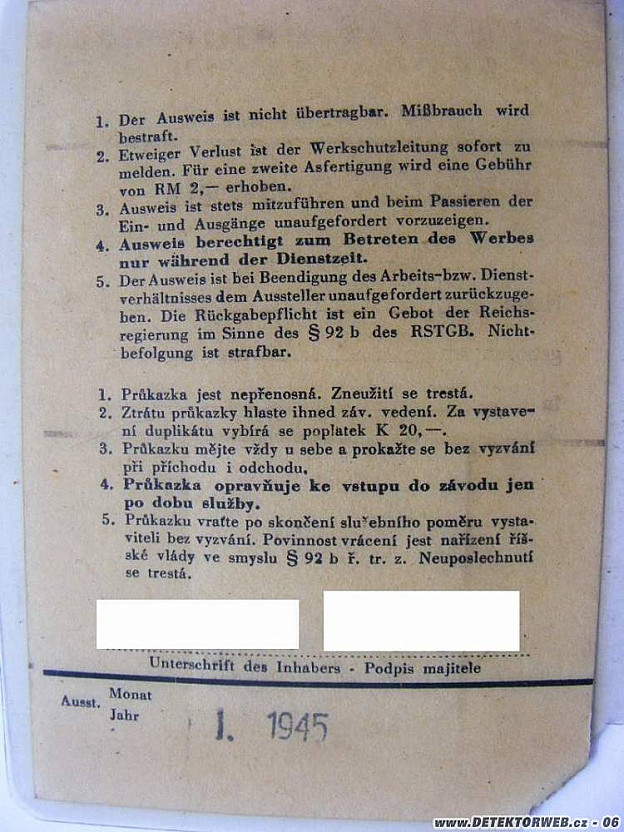 1. Der Ausweis ist nicht übertragbar. Mißbrauch wird
bestraft.
2. Etweiger Verlust ist der Werkschutzleitung sofort zu
melden. Für eine zweite Asfertigung wird eine Gebühr
von RM 2,— erhoben.
3. Ausweis ist stets mitzuführen und beim Passieren der
Ein- und Ausgänge unaufgefordert vorzuzeigen.
4. Ausweis berechtigt zum Betreten des Werbes
nur während der Dienstzeit.
5. Der Ausweis ist bei Beendigung des Arbeits-bzw. Dienst-
verhältnisses dem Aussteller unaufgefordert zurückzuge-
ben. Die Rückgabepflicht ist ein Gebot der Reichs-
regierung im Sinne des § 92 b des RSTGB. Nicht-
befolgung ist strafbar.
1. Průkazka jest nepřenosná. Zneužití se trestá.
2. Ztrátu průkazky hlaste ihned záv. vedení. Za vystave-
ní duplikátu vybírá se poplatek K 20,—.
3. Průkazku mějte vždy u sebe a prokažte se bez vyzvání
při příchodu i odchodu.
4. Průkazka opravňuje ke vstupu do závodu jen
po dobu služby.
5. Průkazku vraťte po skončení služebního poměru vysta-
viteli bez vyzvání. Povinnost vrácení jest nařízení říš-
ské vlády ve smyslu § 92 b ř. tr. z. Neuposlechnutí
se trestá.
Unterschrift des Inhabers - Podpis majitele
Ausst. Monat
Jahr
I. 1945
www.DETEKTORWEB.cz - 06